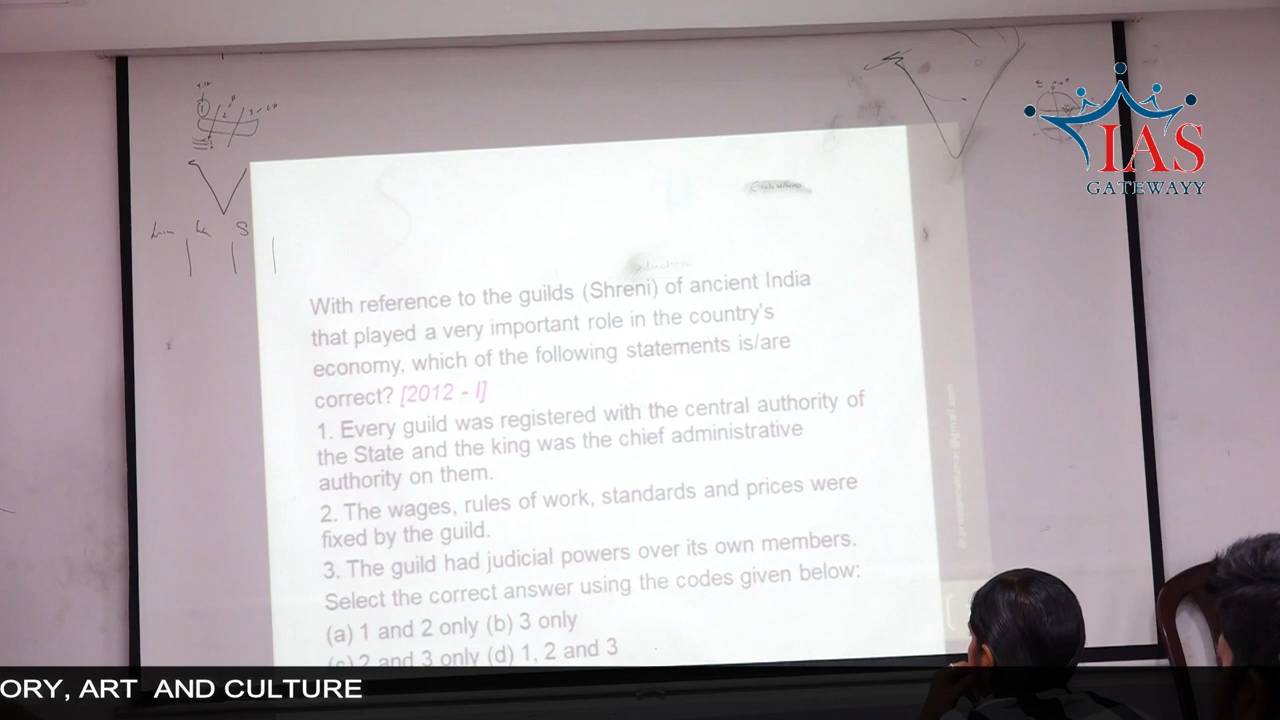 IAS
GATEWAYY
With reference to the guilds (Shreni) of ancient India
that played a very important role in the country's
economy, which of the following statements is/are
correct? [2012 - I]
1. Every guild was registered with the central authority of
the State and the king was the chief administrative
authority on them.
2. The wages, rules of work, standards and prices were
fixed by the guild.
3. The guild had judicial powers over its own members.
Select the correct answer using the codes given below:
(a) 1 and 2 only (b) 3 only
(c) 2 and 3 only (d) 1, 2 and 3
ORY, ART AND CULTURE